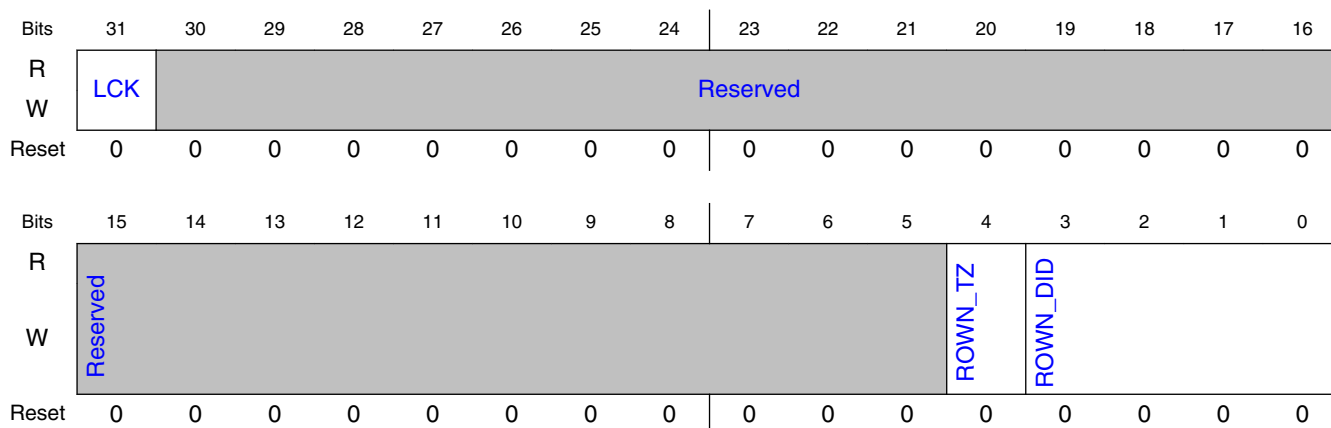 Bits 31 30 29 28 27 26 25 24 23 22 21 20 19 18 17 16
R
LCK Reserved
W
Reset 0 0 0 0 0 0 0 0 0 0 0 0 0 0 0 0
Bits 15 14 13 12 11 10 9 8 7 6 5 4 3 2 1 0
R
Reserved ROWN_TZ ROWN_DID
W
Reset 0 0 0 0 0 0 0 0 0 0 0 0 0 0 0 0